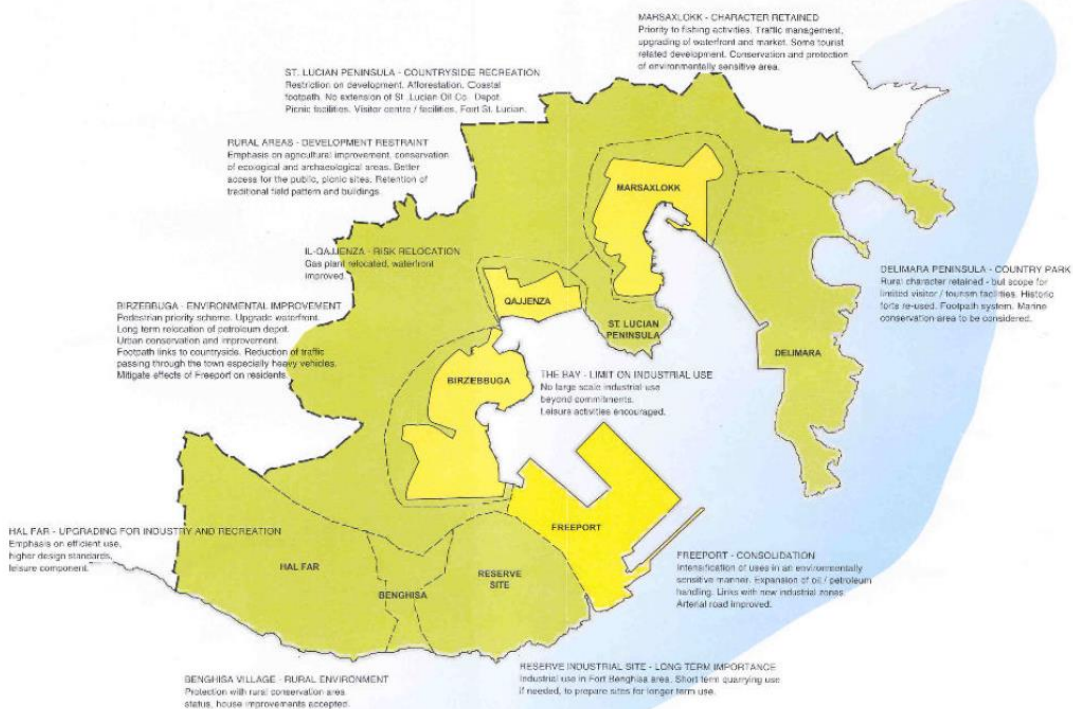 MARSAXLOKK - CHARACTER RETAINED
Priority to fishing activities. Traffic management,
upgrading of waterfront and market. Some tourist
related development. Conservation and protection
of environmentally sensitive area.
ST. LUCIAN PENINSULA - COUNTRYSIDE RECREATION
Restriction on development. Afforestation. Coastal
footpath. No extension of St. Lucian Oil Co. Depot.
Picnic facilities. Visitor centre / facilities. Fort St. Lucian.
RURAL AREAS - DEVELOPMENT RESTRAINT
Emphasis on agricultural improvement, conservation
of ecological and archaeological areas. Better
access for the public, picnic sites. Retention of
traditional field pattern and buildings.
MARSAXLOKK
IL-QAJJENZA - RISK RELOCATION
Gas plant relocated, waterfront
improved.
DELIMARA PENINSULA - COUNTRY PARK
Rural character retained - but scope for
limited visitor / tourism facilities. Historic
forts re-used. Footpath system. Marine
conservation area to be considered.
BIRZEBBUGA - ENVIRONMENTAL IMPROVEMENT
Pedestrian priority scheme. Upgrade waterfront.
Long term relocation of petroleum depot.
Urban conservation and improvement.
Footpath links to countryside. Reduction of traffic
passing through the town especially heavy vehicles.
Mitigate effects of Freeport on residents.
QAJJENZA
ST. LUCIAN
PENINSULA
DELIMARA
BIRZEBBUGA
THE BAY - LIMIT ON INDUSTRIAL USE
No large scale industrial use
beyond commitments.
Leisure activities encouraged.
HAL FAR - UPGRADING FOR INDUSTRY AND RECREATION
Emphasis on efficient use,
higher design standards,
leisure component.
FREEPORT
HAL FAR
BENGHISA
RESERVE
SITE
FREEPORT - CONSOLIDATION
Intensification of uses in an environmentally
sensitive manner. Expansion of oil / petroleum
handling. Links with new industrial zones.
Arterial road improved.
BENGHISA VILLAGE - RURAL ENVIRONMENT
Protection with rural conservation area
status, house improvements accepted.
RESERVE INDUSTRIAL SITE - LONG TERM IMPORTANCE
Industrial use in Fort Benghisa area. Short term quarrying use
if needed, to prepare sites for longer term use.